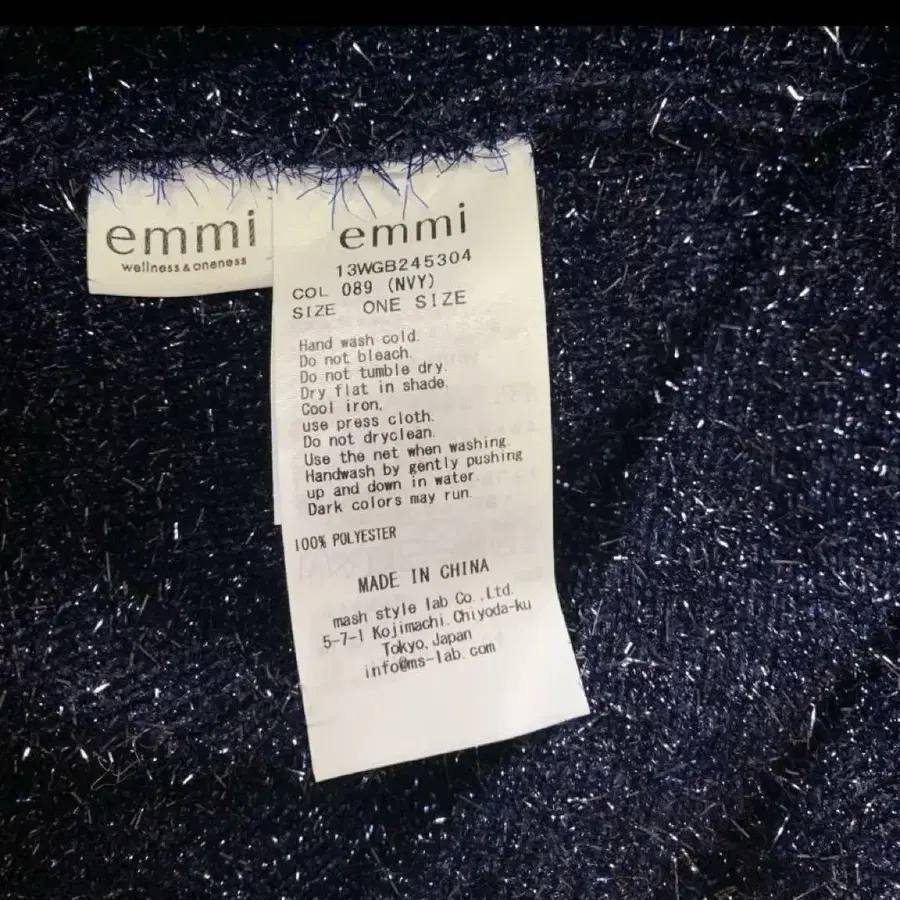 emmi
wellness & oneness
emmi
13WGB245304
COL 089 (NVY)
SIZE ONE SIZE
Hand wash cold.
Do not bleach.
Do not tumble dry.
Dry flat in shade.
Cool iron,
use press cloth.
Do not dryclean.
Use the net when washing.
Handwash by gently pushing
up and down in water.
Dark colors may run.
100% POLYESTER
MADE IN CHINA
mash style lab Co.,Ltd.
5-7-1 Kojimachi,Chiyoda-ku
Tokyo,Japan
info@ms-lab.com